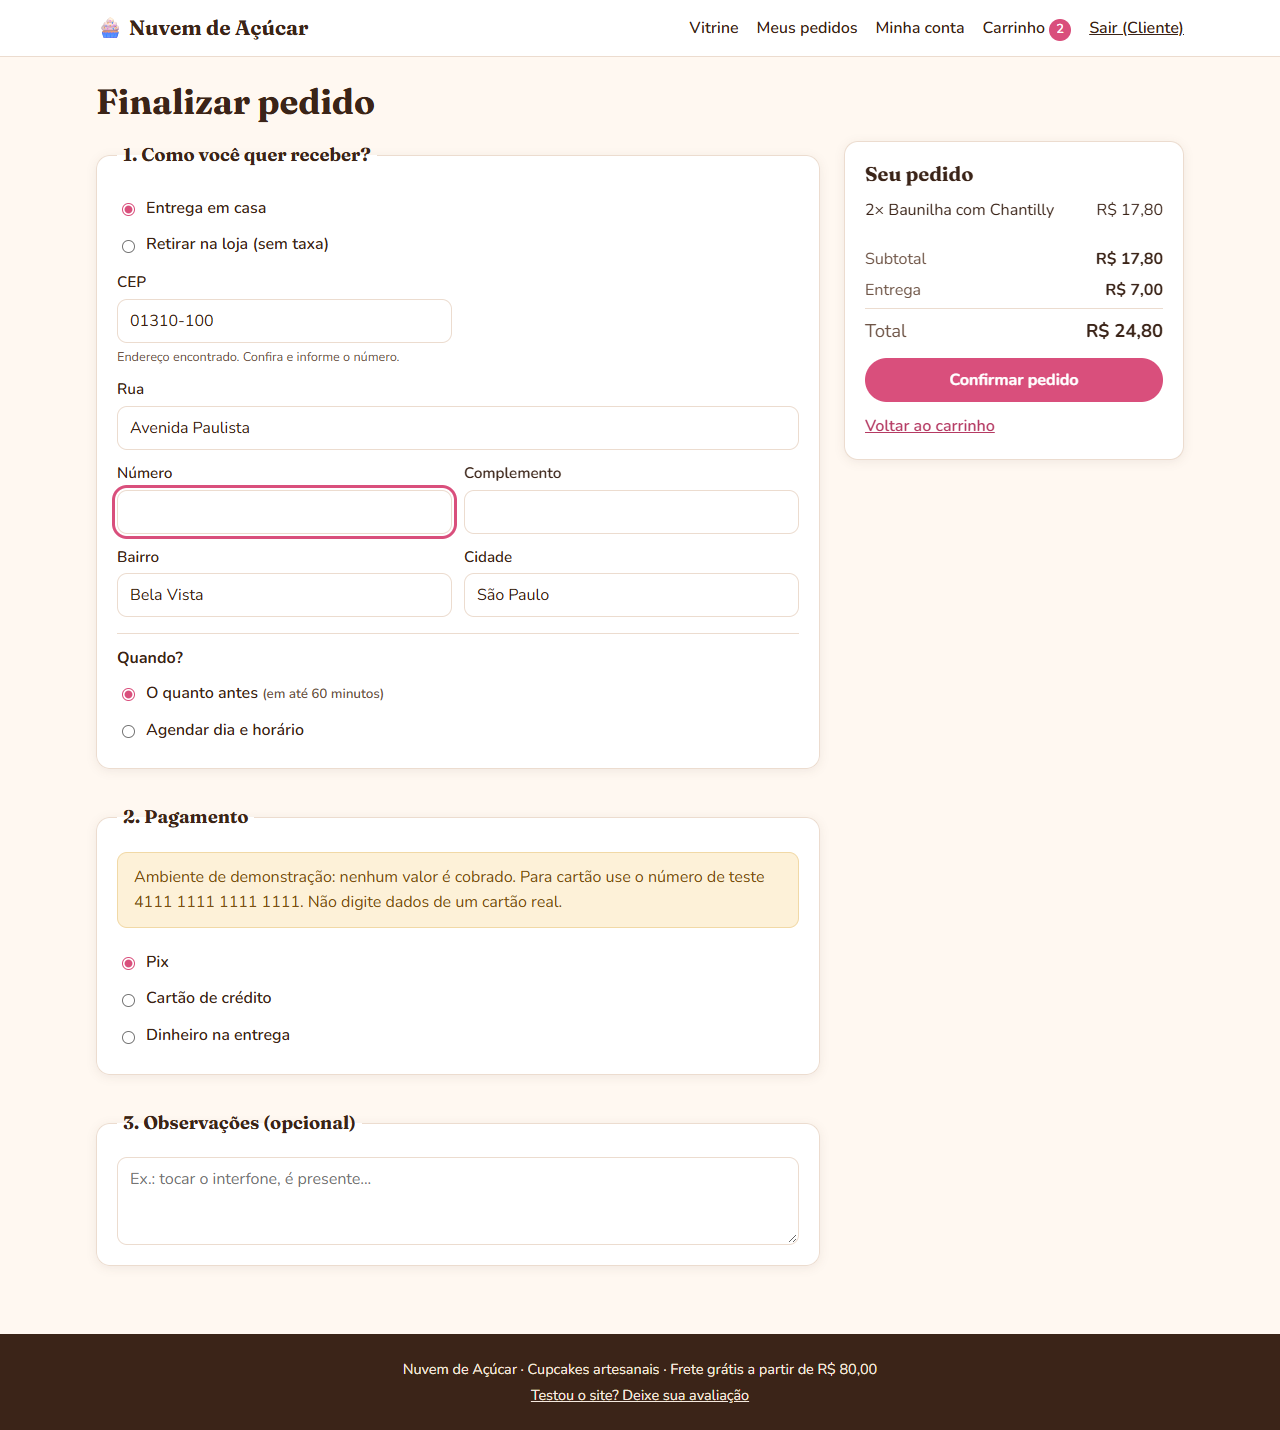 Nuvem de Açúcar
Vitrine Meus pedidos Minha conta Carrinho 2 Sair (Cliente)
Finalizar pedido
1. Como você quer receber?
Entrega em casa
Retirar na loja (sem taxa)
CEP
01310-100
Endereço encontrado. Confira e informe o número.
Rua
Avenida Paulista
Número Complemento
Bairro Cidade
Bela Vista São Paulo
Quando?
O quanto antes (em até 60 minutos)
Agendar dia e horário
2. Pagamento
Ambiente de demonstração: nenhum valor é cobrado. Para cartão use o número de teste
4111 1111 1111 1111. Não digite dados de um cartão real.
Pix
Cartão de crédito
Dinheiro na entrega
3. Observações (opcional)
Ex.: tocar o interfone, é presente...
Seu pedido
2× Baunilha com Chantilly R$ 17,80
Subtotal R$ 17,80
Entrega R$ 7,00
Total R$ 24,80
Confirmar pedido
Voltar ao carrinho
Nuvem de Açúcar · Cupcakes artesanais · Frete grátis a partir de R$ 80,00
Testou o site? Deixe sua avaliação